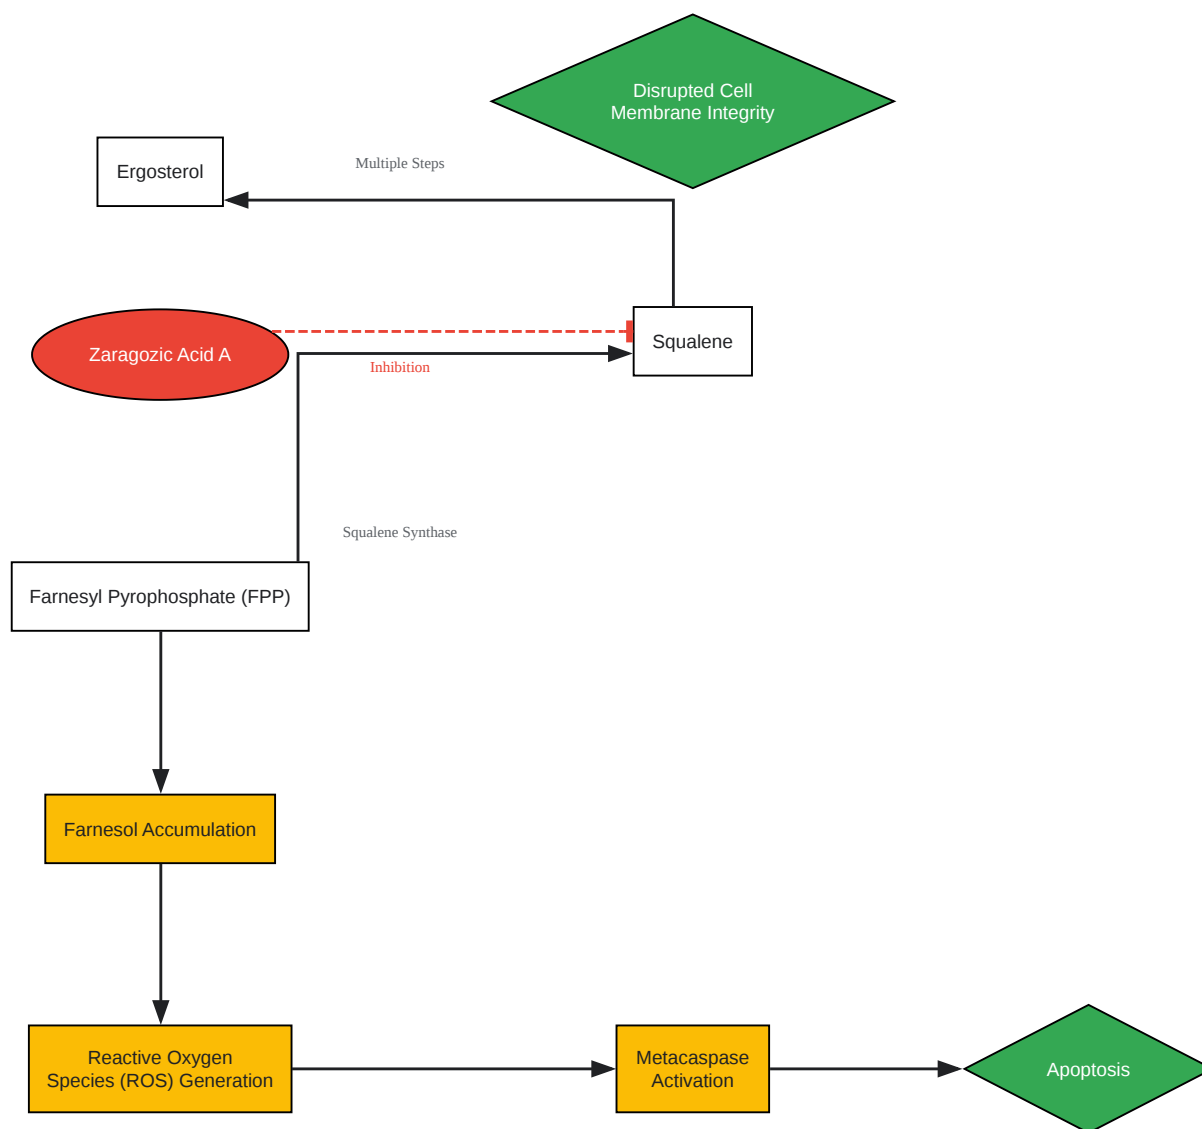 Disrupted Cell
Membrane Integrity
Ergosterol
Multiple Steps
Zaragozic Acid A
Squalene
Inhibition
Squalene Synthase
Farnesyl Pyrophosphate (FPP)
Farnesol Accumulation
Reactive Oxygen
Species (ROS) Generation
Metacaspase
Activation
Apoptosis